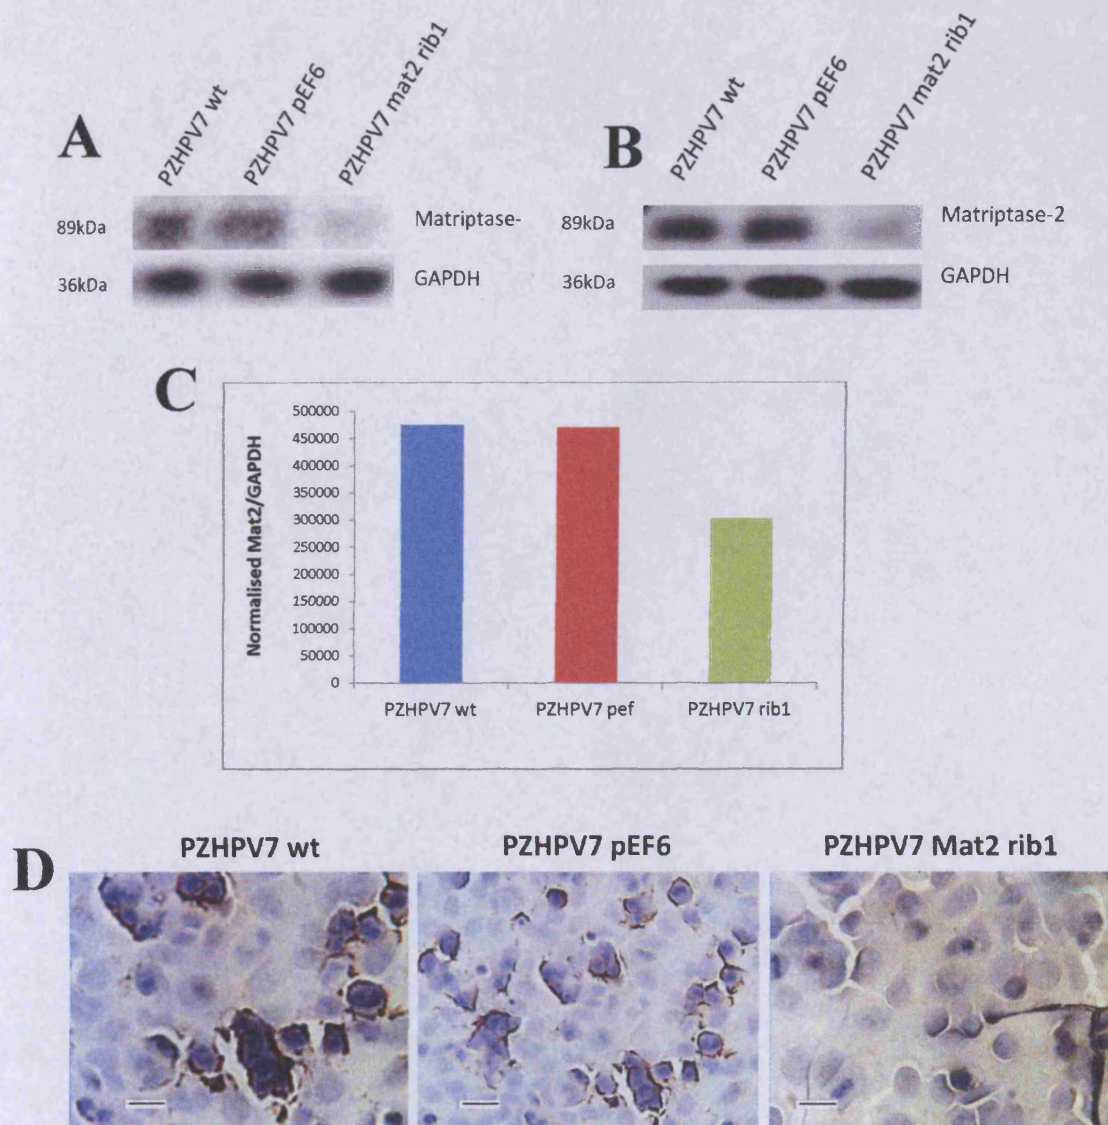 A
PZHPV7 wt
PZHPV7 pEF6
PZHPV7 mat2 rib1
89kDa
Matriptase-
36kDa
GAPDH
B
PZHPV7 wt
PZHPV7 pEF6
PZHPV7 mat2 rib1
89kDa
Matriptase-2
36kDa
GAPDH
C
Normalised Mat2/GAPDH
500000
450000
400000
350000
300000
250000
200000
150000
100000
50000
0
PZHPV7 wt
PZHPV7 pef
PZHPV7 rib1
D
PZHPV7 wt
PZHPV7 pEF6
PZHPV7 Mat2 rib1